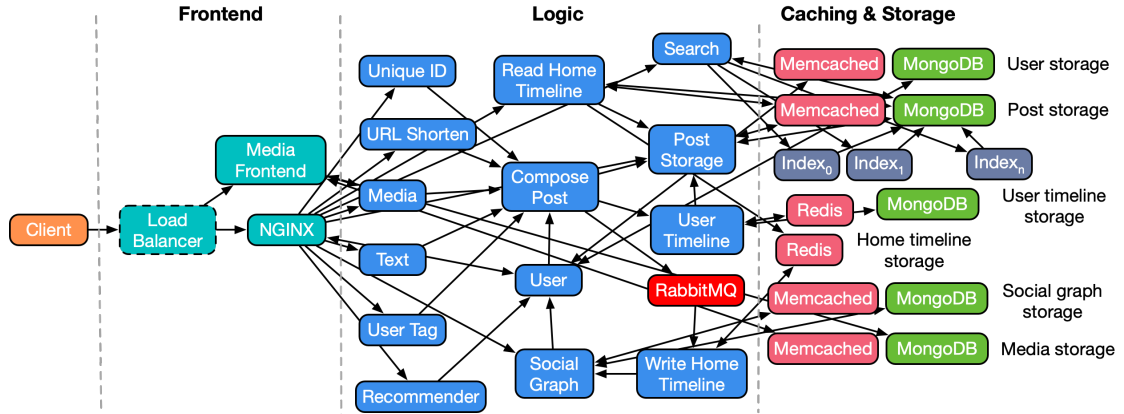 Frontend
Logic
Caching & Storage
Client
Load
Balancer
Media
Frontend
NGINX
Unique ID
URL Shorten
Media
Text
User Tag
Recommender
Read Home
Timeline
Compose
Post
User
Social
Graph
Search
Post
Storage
User
Timeline
RabbitMQ
Write Home
Timeline
Memcached
MongoDB
User storage
Memcached
MongoDB
Post storage
Index0
Index1
Indexn
Redis
MongoDB
User timeline
storage
Redis
Home timeline
storage
Memcached
MongoDB
Social graph
storage
Memcached
MongoDB
Media storage